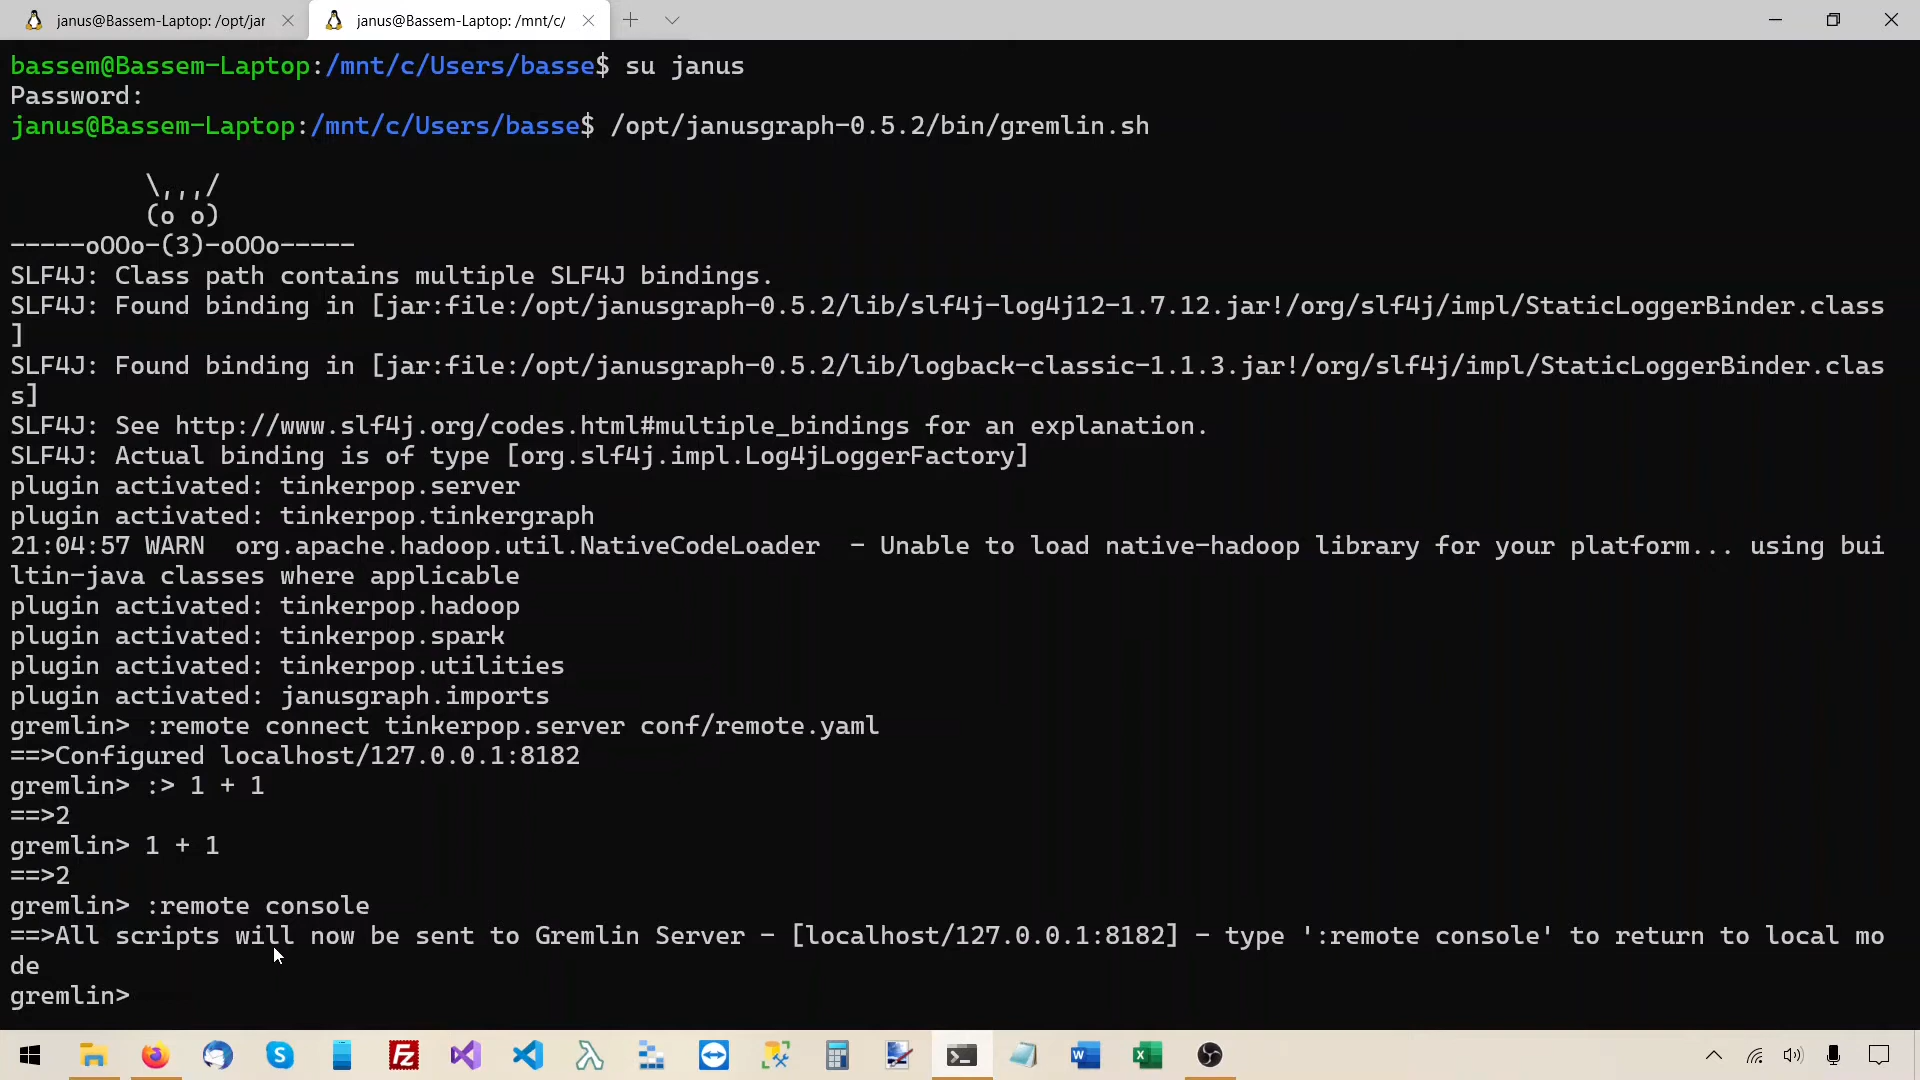 janus@Bassem-Laptop: /opt/jar
janus@Bassem-Laptop: /mnt/c/
bassem@Bassem-Laptop:/mnt/c/Users/basse$ su janus
Password:
janus@Bassem-Laptop:/mnt/c/Users/basse$ /opt/janusgraph-0.5.2/bin/gremlin.sh
\,,,/
(o o)
-----oOOo-(3)-oOOo-----
SLF4J: Class path contains multiple SLF4J bindings.
SLF4J: Found binding in [jar:file:/opt/janusgraph-0.5.2/lib/slf4j-log4j12-1.7.12.jar!/org/slf4j/impl/StaticLoggerBinder.class
]
SLF4J: Found binding in [jar:file:/opt/janusgraph-0.5.2/lib/logback-classic-1.1.3.jar!/org/slf4j/impl/StaticLoggerBinder.clas
s]
SLF4J: See http://www.slf4j.org/codes.html#multiple_bindings for an explanation.
SLF4J: Actual binding is of type [org.slf4j.impl.Log4jLoggerFactory]
plugin activated: tinkerpop.server
plugin activated: tinkerpop.tinkergraph
21:04:57 WARN  org.apache.hadoop.util.NativeCodeLoader  - Unable to load native-hadoop library for your platform... using bui
ltin-java classes where applicable
plugin activated: tinkerpop.hadoop
plugin activated: tinkerpop.spark
plugin activated: tinkerpop.utilities
plugin activated: janusgraph.imports
gremlin> :remote connect tinkerpop.server conf/remote.yaml
==>Configured localhost/127.0.0.1:8182
gremlin> :> 1 + 1
==>2
gremlin> 1 + 1
==>2
gremlin> :remote console
==>All scripts will now be sent to Gremlin Server - [localhost/127.0.0.1:8182] - type ':remote console' to return to local mo
de
gremlin>